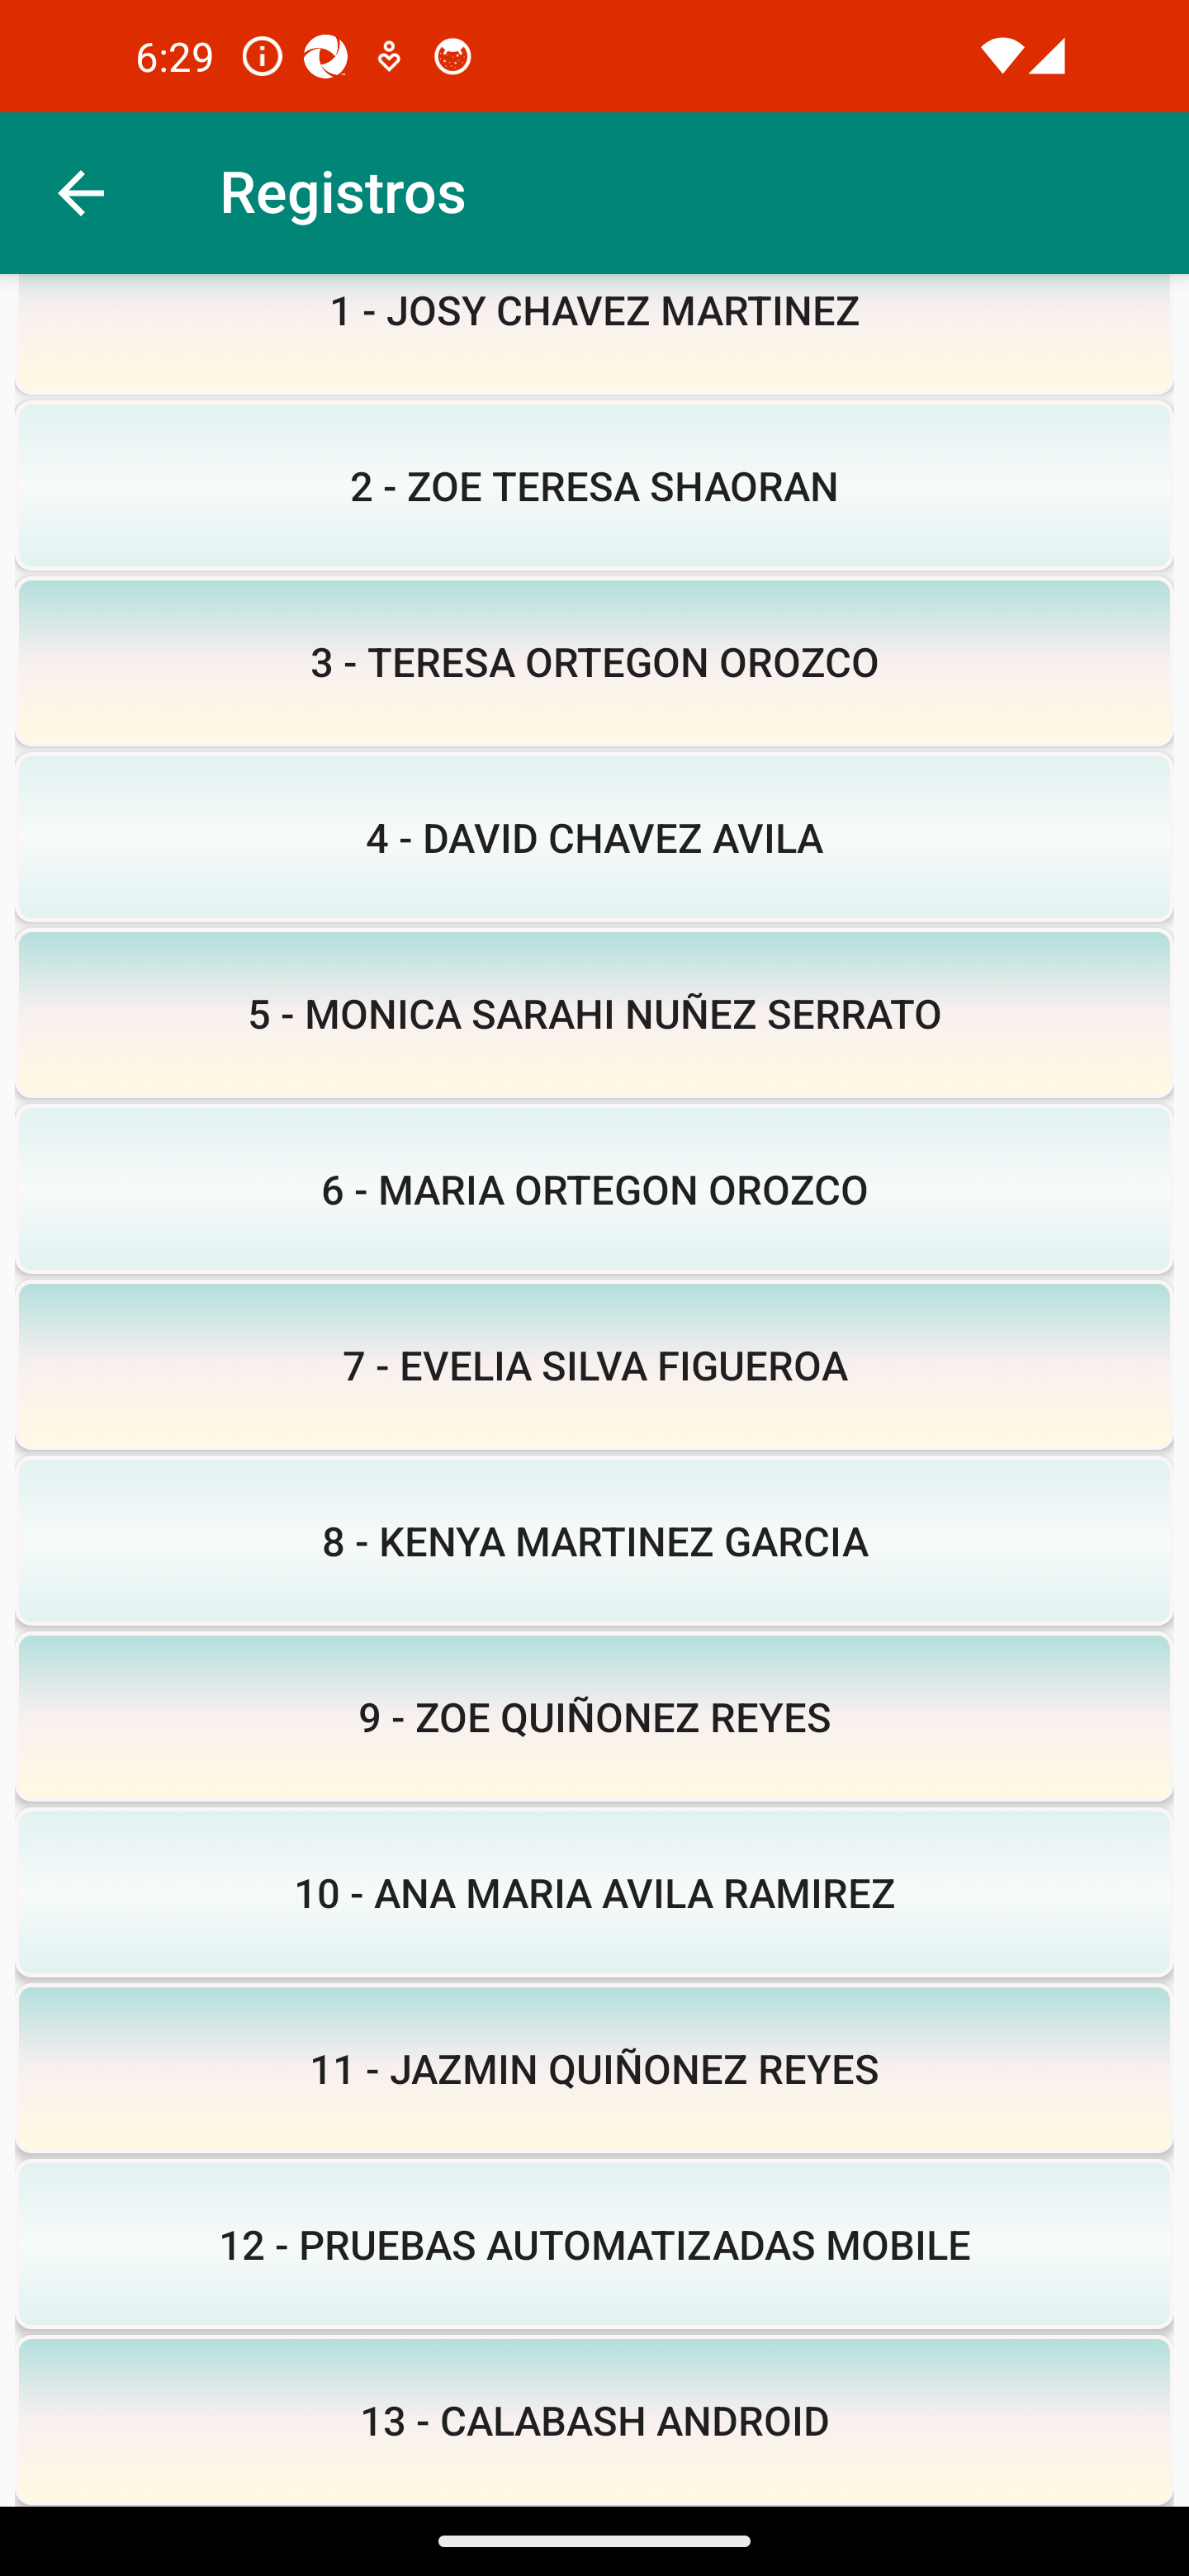 6:29
Registros
1 - JOSY CHAVEZ MARTINEZ
2 - ZOE TERESA SHAORAN
3 - TERESA ORTEGON OROZCO
4 - DAVID CHAVEZ AVILA
5 - MONICA SARAHI NUÑEZ SERRATO
6 - MARIA ORTEGON OROZCO
7 - EVELIA SILVA FIGUEROA
8 - KENYA MARTINEZ GARCIA
9 - ZOE QUIÑONEZ REYES
10 - ANA MARIA AVILA RAMIREZ
11 - JAZMIN QUIÑONEZ REYES
12 - PRUEBAS AUTOMATIZADAS MOBILE
13 - CALABASH ANDROID